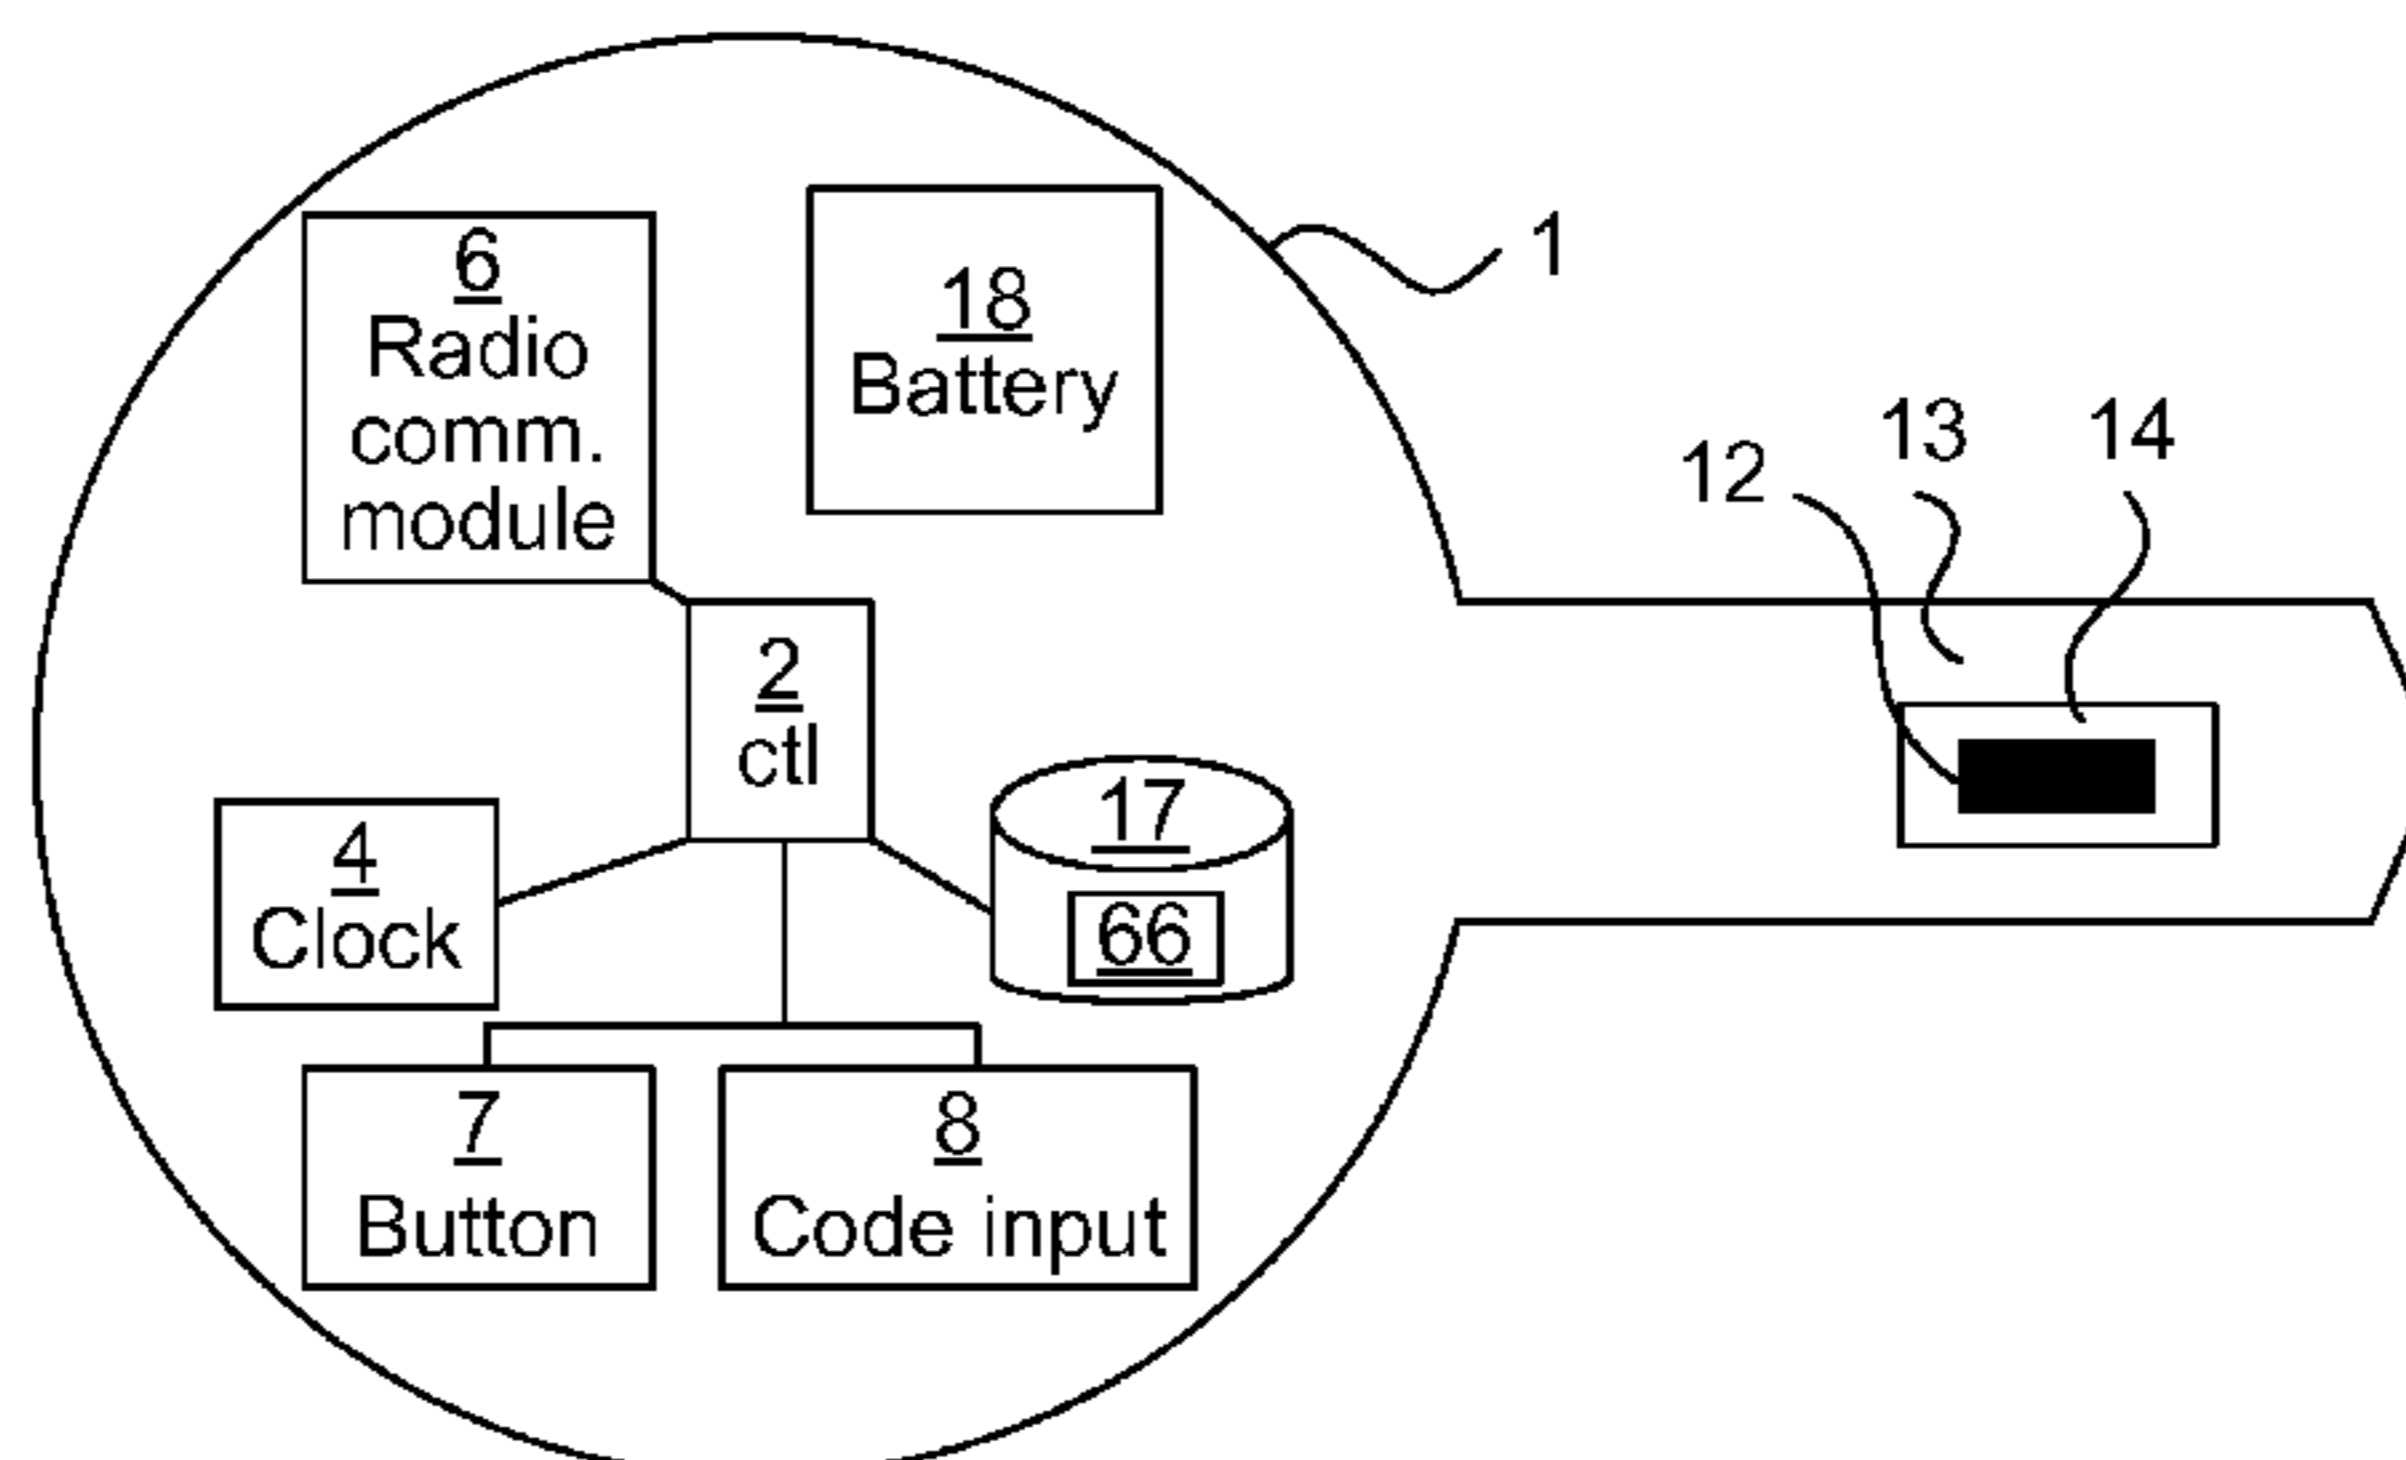 6
Radio
comm.
module
18
Battery
1
12
13
14
2
ctl
17
66
4
Clock
7
Button
8
Code input